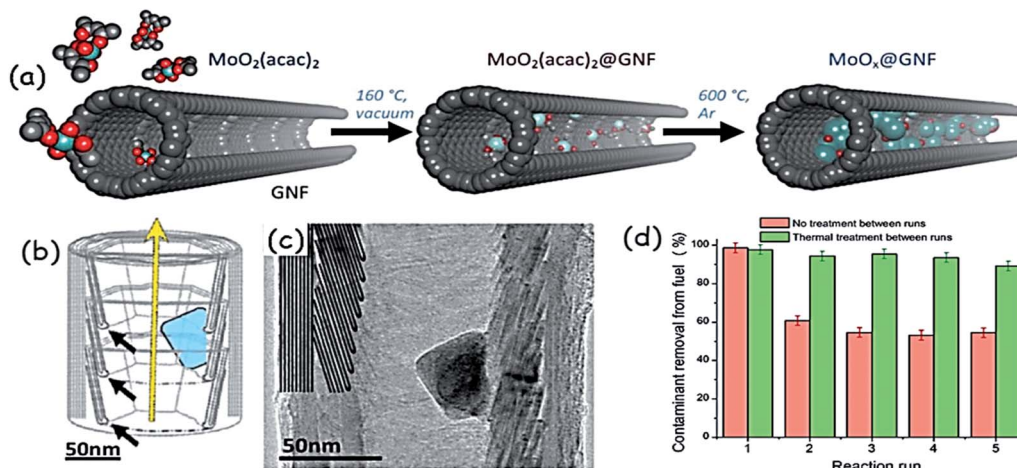 (a)
MoO₂(acac)₂
MoO₂(acac)₂@GNF
MoOₓ@GNF
160 °C,
vacuum
600 °C,
Ar
GNF
(b)
50nm
(c)
50nm
(d)
No treatment between runs
Thermal treatment between runs
Contaminant removal from fuel (%)
100
80
60
40
20
0
1
2
3
4
5
Reaction run